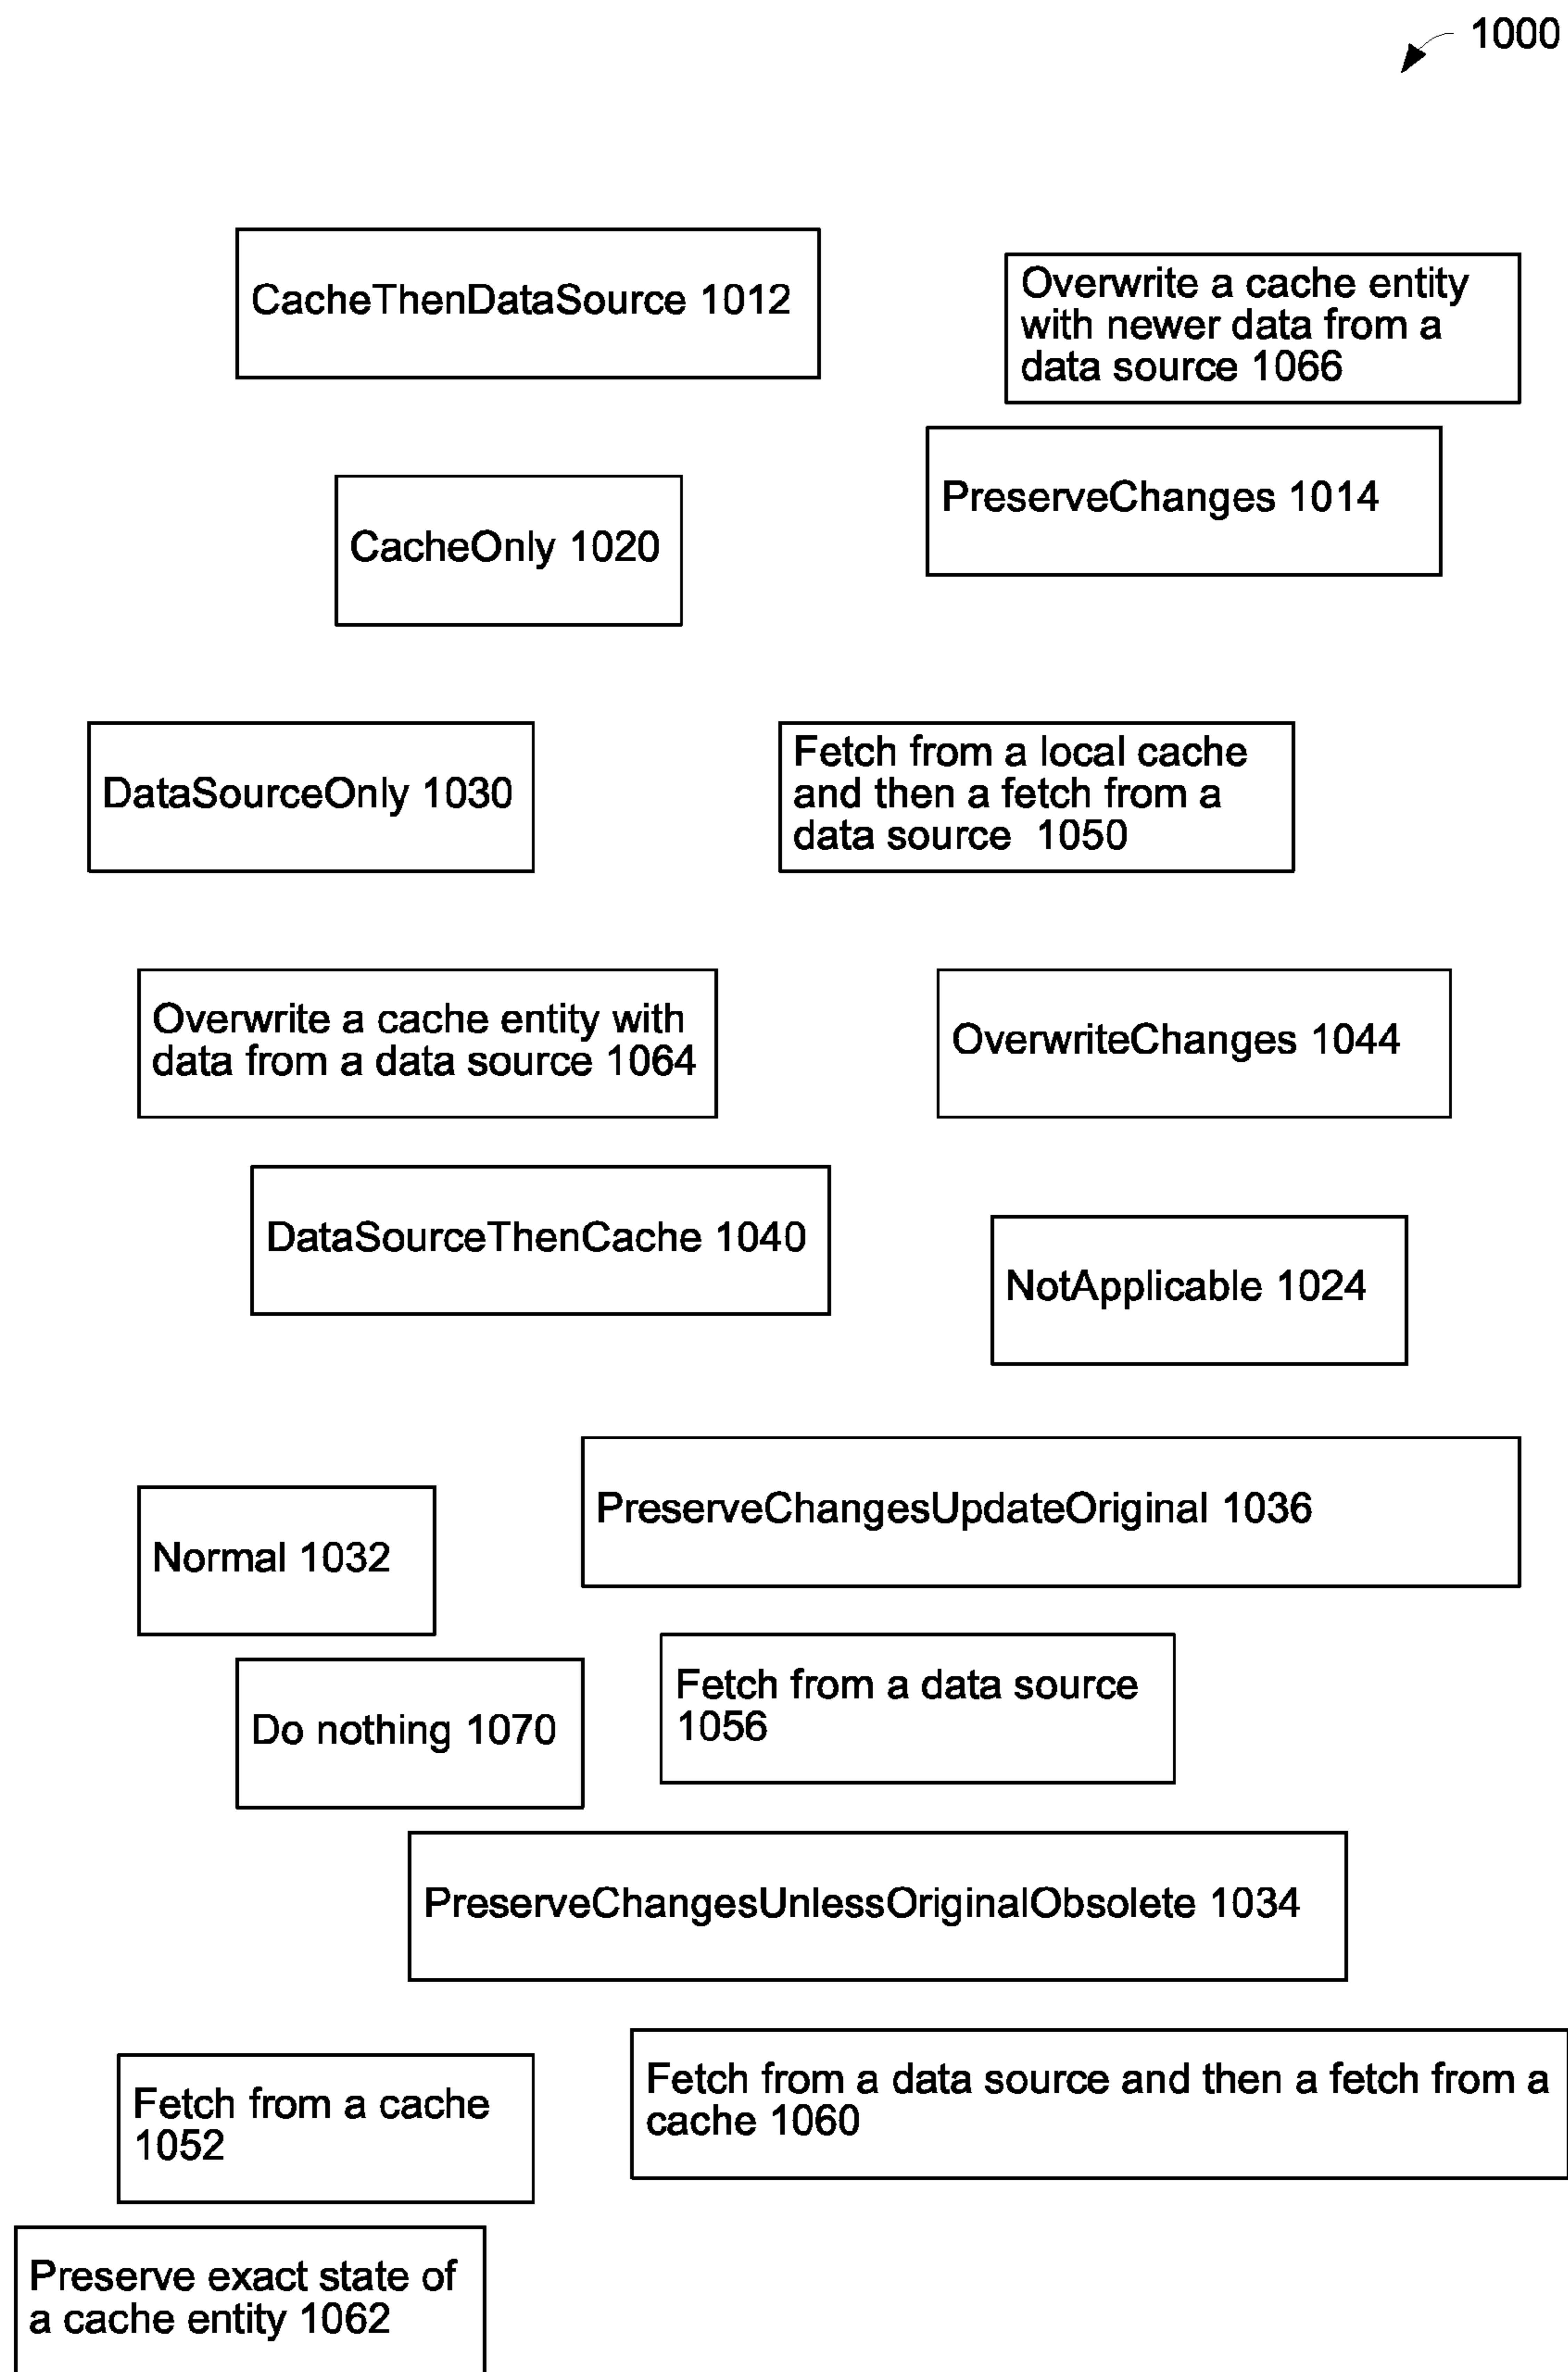 1000
CacheThenDataSource 1012
Overwrite a cache entity
with newer data from a
data source 1066
PreserveChanges 1014
CacheOnly 1020
DataSourceOnly 1030
Fetch from a local cache
and then a fetch from a
data source 1050
Overwrite a cache entity with
data from a data source 1064
OverwriteChanges 1044
DataSourceThenCache 1040
NotApplicable 1024
PreserveChangesUpdateOriginal 1036
Normal 1032
Fetch from a data source
1056
Do nothing 1070
PreserveChangesUnlessOriginalObsolete 1034
Fetch from a data source and then a fetch from a
cache 1060
Fetch from a cache
1052
Preserve exact state of
a cache entity 1062